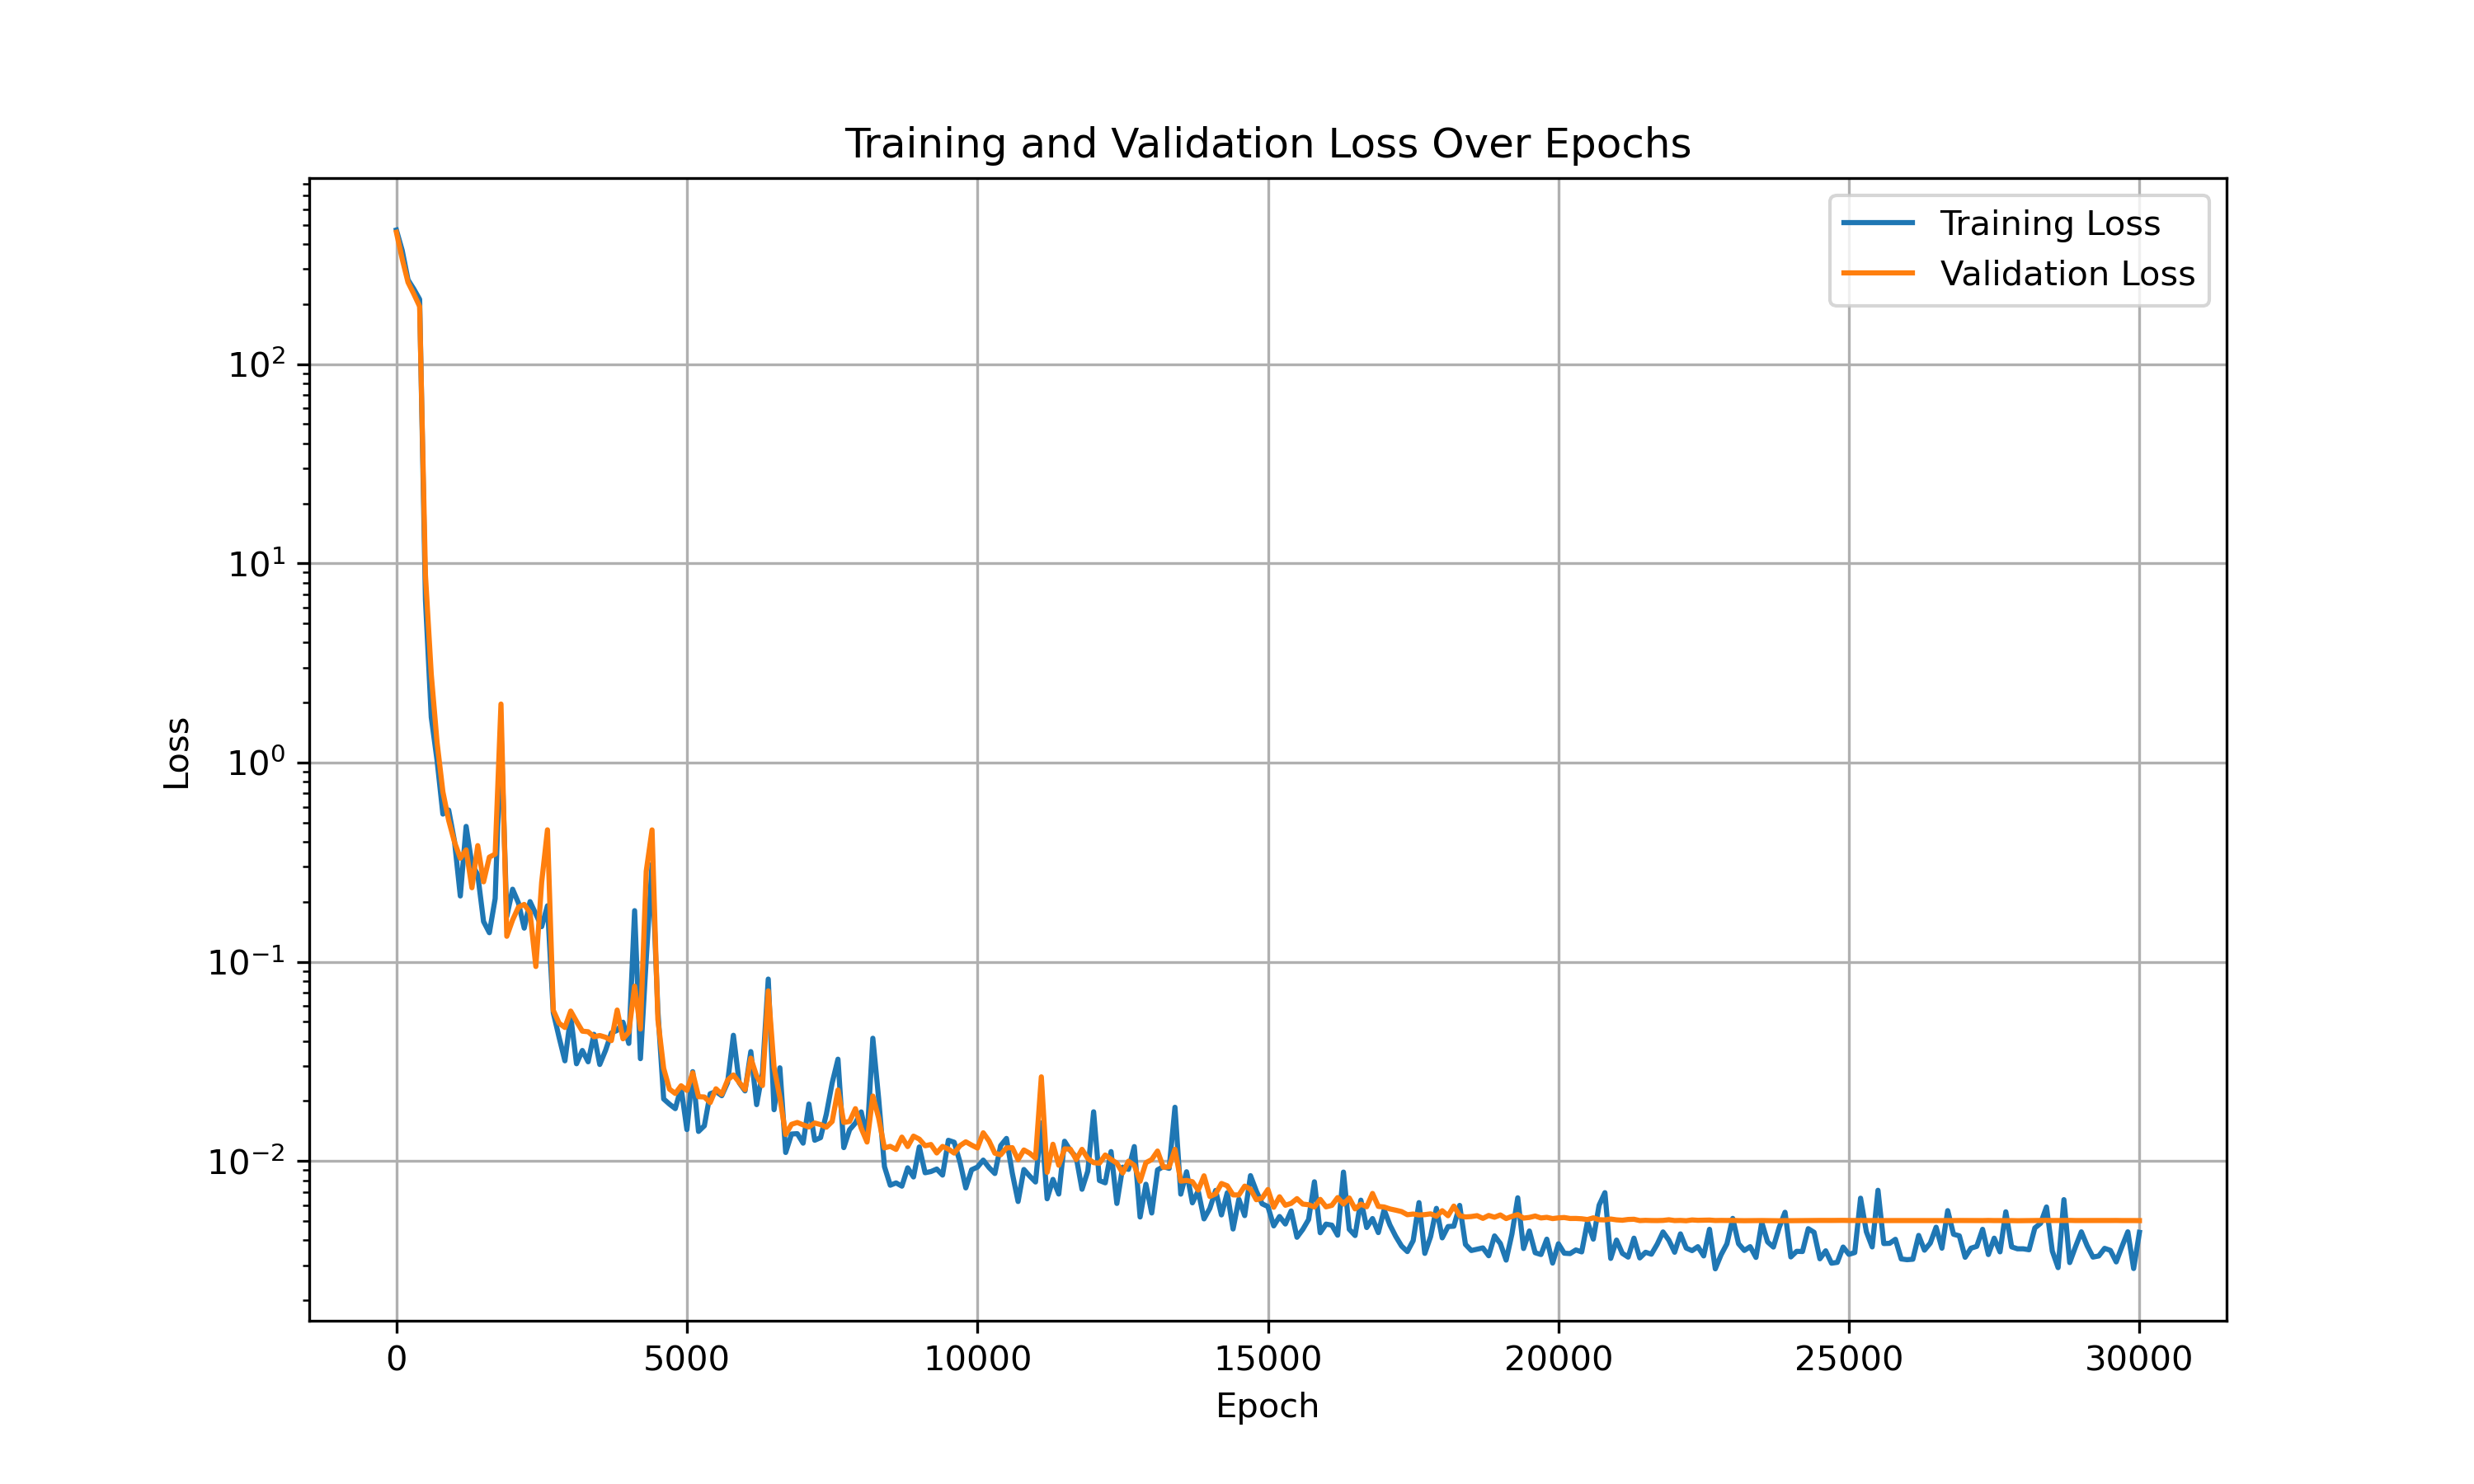 Training and Validation Loss Over Epochs
Training Loss
Validation Loss
10²
10¹
10⁰
10⁻¹
10⁻²
Loss
0 5000 10000 15000 20000 25000 30000
Epoch